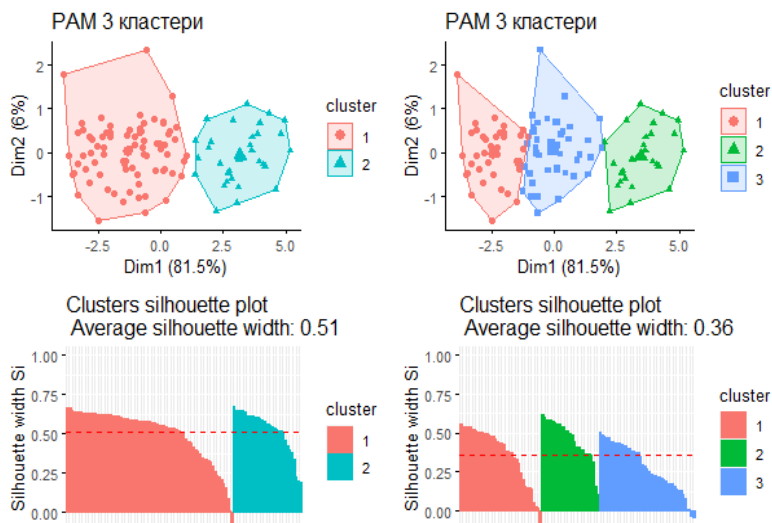 PAM 3 кластери
2
1
0
-1
Dim2 (6%)
-2.5 0.0 2.5 5.0
Dim1 (81.5%)
cluster
1
2
PAM 3 кластери
2
1
0
-1
Dim2 (6%)
-2.5 0.0 2.5 5.0
Dim1 (81.5%)
cluster
1
2
3
Clusters silhouette plot
Average silhouette width: 0.51
1.00
0.75
0.50
0.25
0.00
Silhouette width Si
cluster
1
2
Clusters silhouette plot
Average silhouette width: 0.36
1.00
0.75
0.50
0.25
0.00
Silhouette width Si
cluster
1
2
3